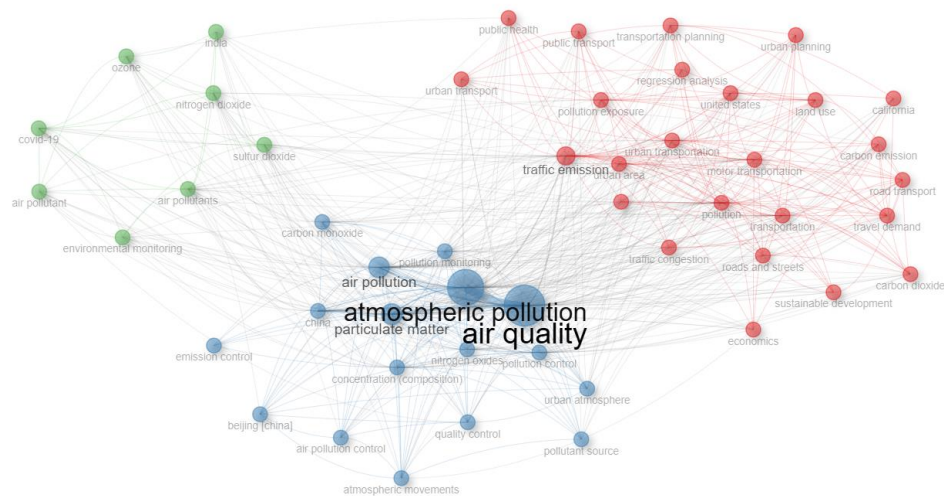 public health
transportation planning
india
public transport
urban planning
ozone
regression analysis
urban transport
nitrogen dioxide
pollution exposure
united states
land use
california
covid-19
sulfur dioxide
urban transportation
carbon emission
traffic emission
urban area
motor transportation
road transport
air pollutant
air pollutants
pollution
transportation
travel demand
carbon monoxide
environmental monitoring
pollution monitoring
traffic congestion
roads and streets
air pollution
carbon dioxide
sustainable development
atmospheric pollution
china
particulate matter
air quality
economics
emission control
nitrogen oxides
pollution control
concentration (composition)
urban atmosphere
beijing [china]
quality control
air pollution control
pollutant source
atmospheric movements